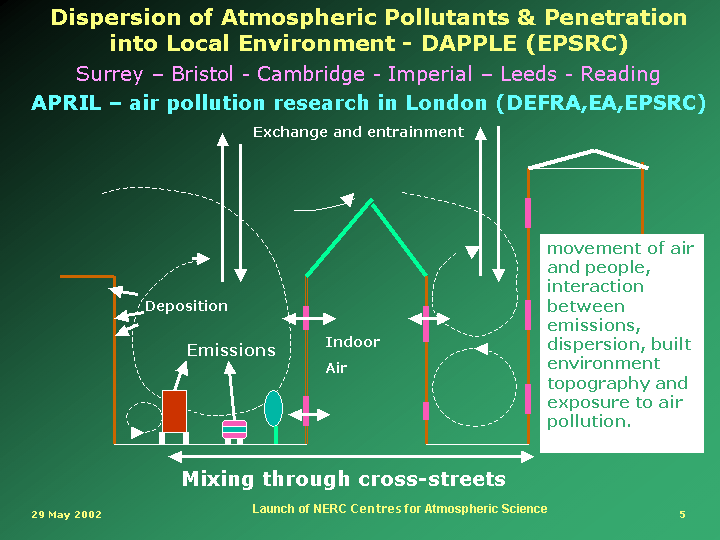 Dispersion of Atmospheric Pollutants & Penetration
into Local Environment - DAPPLE (EPSRC)
Surrey – Bristol - Cambridge - Imperial – Leeds - Reading
APRIL – air pollution research in London (DEFRA,EA,EPSRC)
Exchange and entrainment
movement of air
and people,
interaction
between
emissions,
dispersion, built
environment
topography and
exposure to air
pollution.
Deposition
Emissions
Indoor
Air
Mixing through cross-streets
29 May 2002
Launch of NERC Centres for Atmospheric Science
5